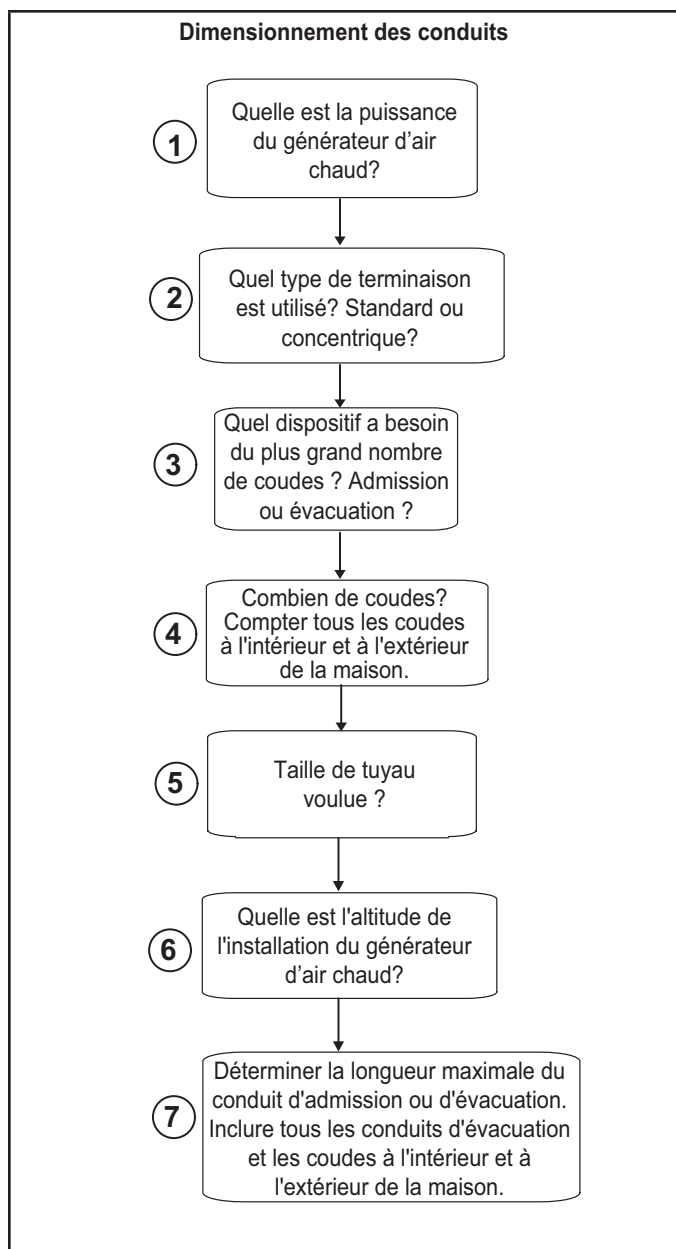 Dimensionnement des conduits
1
Quelle est la puissance
du générateur d’air
chaud?
2
Quel type de terminaison
est utilisé? Standard ou
concentrique?
3
Quel dispositif a besoin
du plus grand nombre
de coudes ? Admission
ou évacuation ?
4
Combien de coudes?
Compter tous les coudes
à l'intérieur et à l'extérieur
de la maison.
5
Taille de tuyau
voulue ?
6
Quelle est l'altitude de
l'installation du générateur
d’air chaud?
7
Déterminer la longueur maximale du
conduit d'admission ou d'évacuation.
Inclure tous les conduits d'évacuation
et les coudes à l'intérieur et à
l'extérieur de la maison.